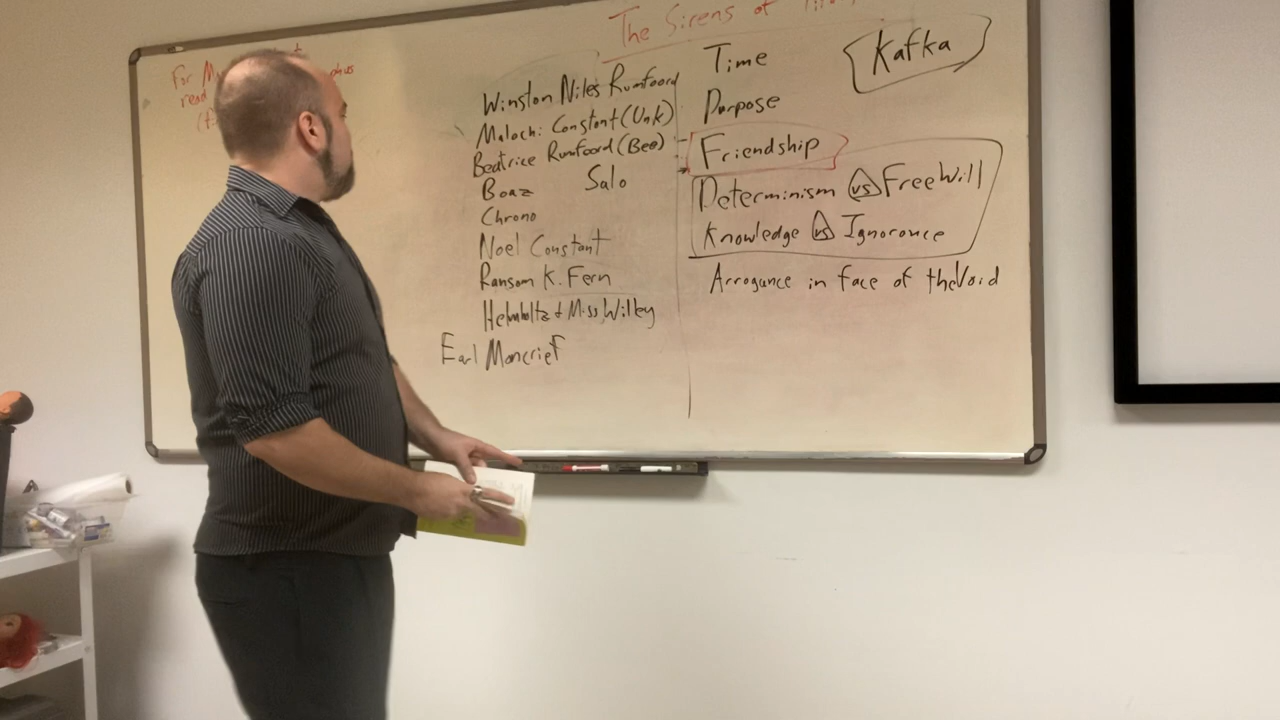 The Sirens of
For
read
Winston Niles Rumfoord
Malachi Constant (Unk)
Beatrice Rumfoord (Bee)
Boaz Salo
Chrono
Noel Constant
Ransom K. Fern
Helmholtz + Miss Wiley
Earl Moncrief
Time
Kafka
Purpose
Friendship
Determinism vs Free Will
Knowledge vs Ignorance
Arrogance in face of the Void